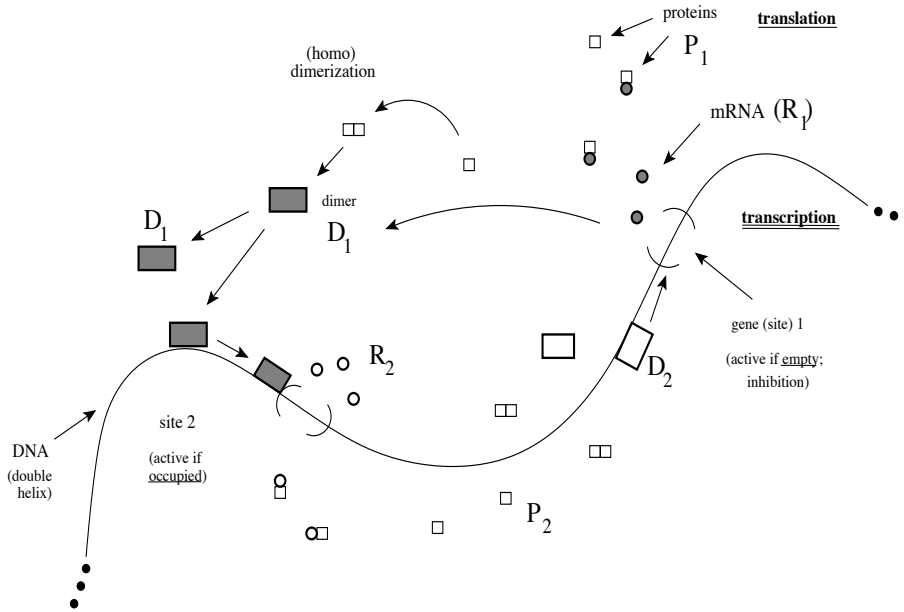 proteins
translation
P1
(homo)
dimerization
mRNA (R1)
dimer
D1
D1
transcription
gene (site) 1
(active if empty;
inhibition)
R2
D2
site 2
(active if
occupied)
DNA
(double
helix)
P2